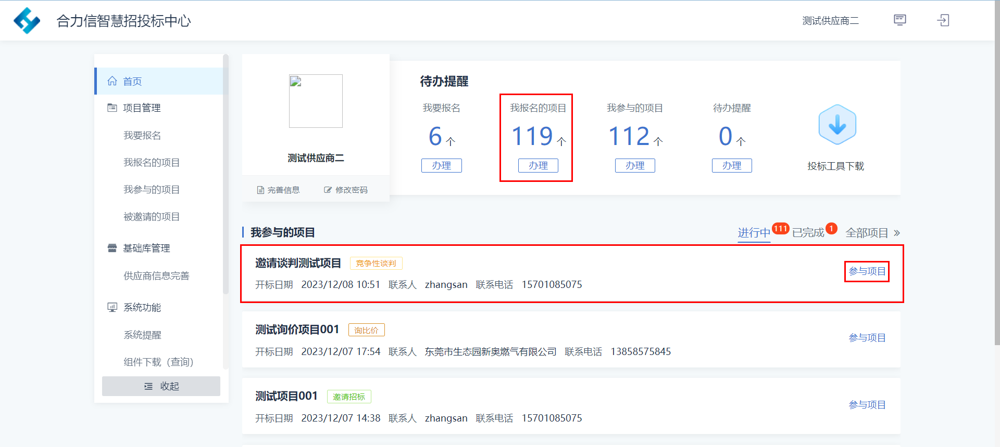 合力信智慧招投标中心
测试供应商二
首页
项目管理
我要报名
我报名的项目
我参与的项目
被邀请的项目
基础库管理
供应商信息完善
系统功能
系统提醒
组件下载（查询）
收起
测试供应商二
完善信息 修改密码
待办提醒
我要报名 我报名的项目 我参与的项目 待办提醒
6个 119个 112个 0个
办理 办理 办理 办理
投标工具下载
我参与的项目
进行中 111 已完成 1 全部项目 »
邀请谈判测试项目 竞争性谈判
参与项目
开标日期 2023/12/08 10:51 联系人 zhangsan 联系电话 15701085075
测试询价项目001 询比价
参与项目
开标日期 2023/12/07 17:54 联系人 东莞市生态园新奥燃气有限公司 联系电话 13858575845
测试项目001 邀请招标
参与项目
开标日期 2023/12/07 14:38 联系人 zhangsan 联系电话 15701085075